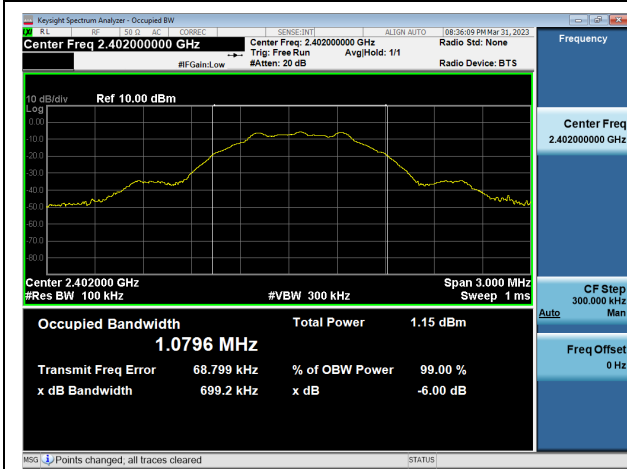 Keysight Spectrum Analyzer - Occupied BW
LXI RL RF 50 Ω AC CORREC SENSE:INT ALIGN AUTO 08:36:09 PM Mar 31, 2023
Center Freq 2.402000000 GHz
Center Freq: 2.402000000 GHz
Radio Std: None
Trig: Free Run Avg|Hold: 1/1
#IFGain:Low #Atten: 20 dB Radio Device: BTS
10 dB/div Ref 10.00 dBm
Log
0.00
-10.0
-20.0
-30.0
-40.0
-50.0
-60.0
-70.0
-80.0
Center 2.402000 GHz Span 3.000 MHz
#Res BW 100 kHz #VBW 300 kHz Sweep 1 ms
Occupied Bandwidth Total Power 1.15 dBm
1.0796 MHz
Transmit Freq Error 68.799 kHz % of OBW Power 99.00 %
x dB Bandwidth 699.2 kHz x dB -6.00 dB
MSG Points changed; all traces cleared STATUS
Frequency
Center Freq
2.402000000 GHz
CF Step
300.000 kHz
Auto Man
Freq Offset
0 Hz